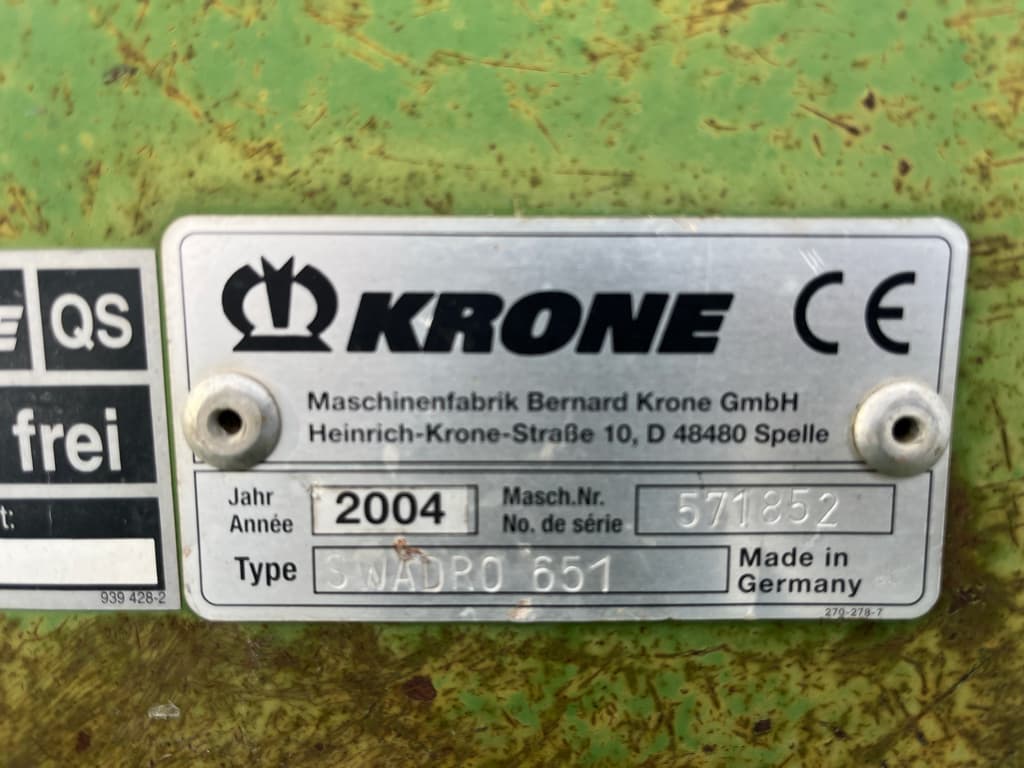 KRONE CE
Maschinenfabrik Bernard Krone GmbH
Heinrich-Krone-Straße 10, D 48480 Spelle
Jahr
Année
2004
Masch.Nr.
No. de série
571852
Type
SWADRO 651
Made in
Germany
270-278-7
QS
frei
t:
939 428-2